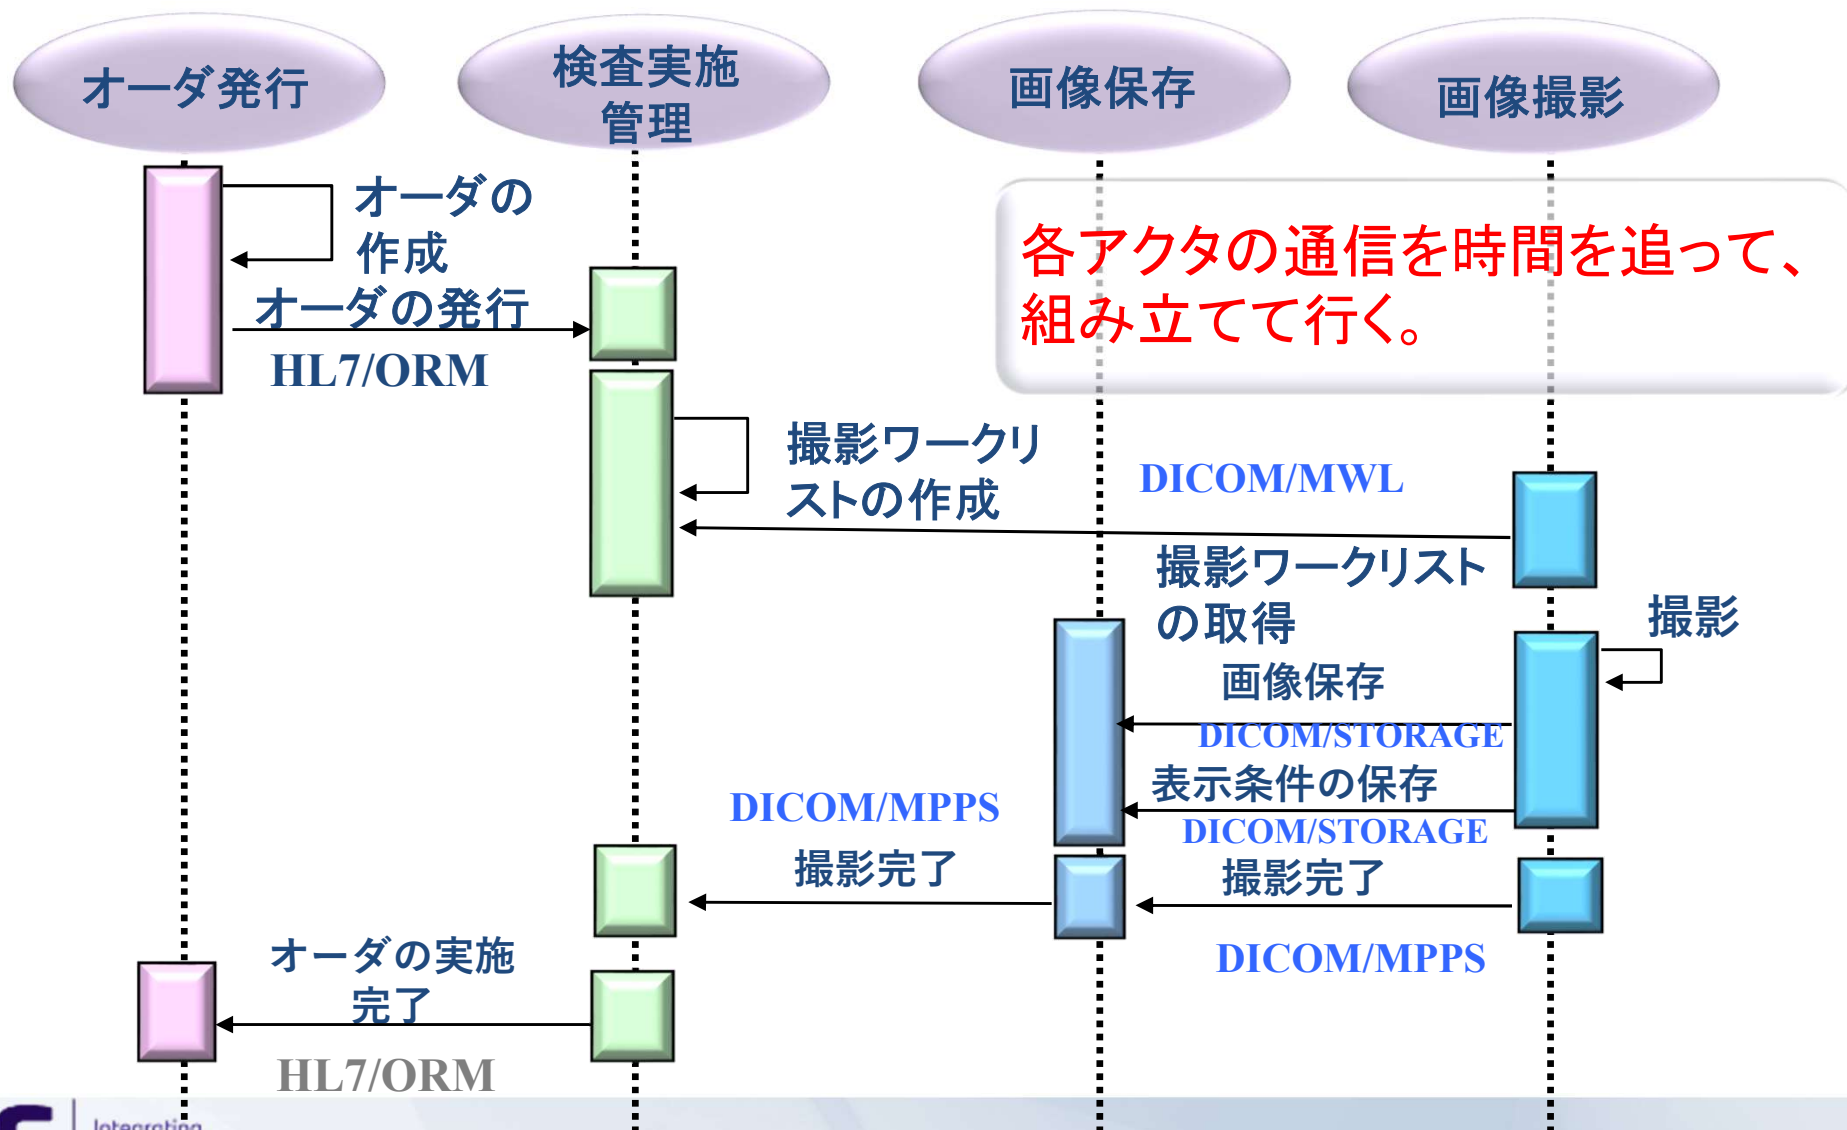 オーダ発行
検査実施
管理
画像保存
画像撮影
オーダの
作成
オーダの発行
HL7/ORM
各アクタの通信を時間を追って、
組み立てて行く。
撮影ワークリ
ストの作成
DICOM/MWL
撮影ワークリスト
の取得
撮影
画像保存
DICOM/STORAGE
表示条件の保存
DICOM/STORAGE
DICOM/MPPS
撮影完了
撮影完了
DICOM/MPPS
オーダの実施
完了
HL7/ORM
Integrating